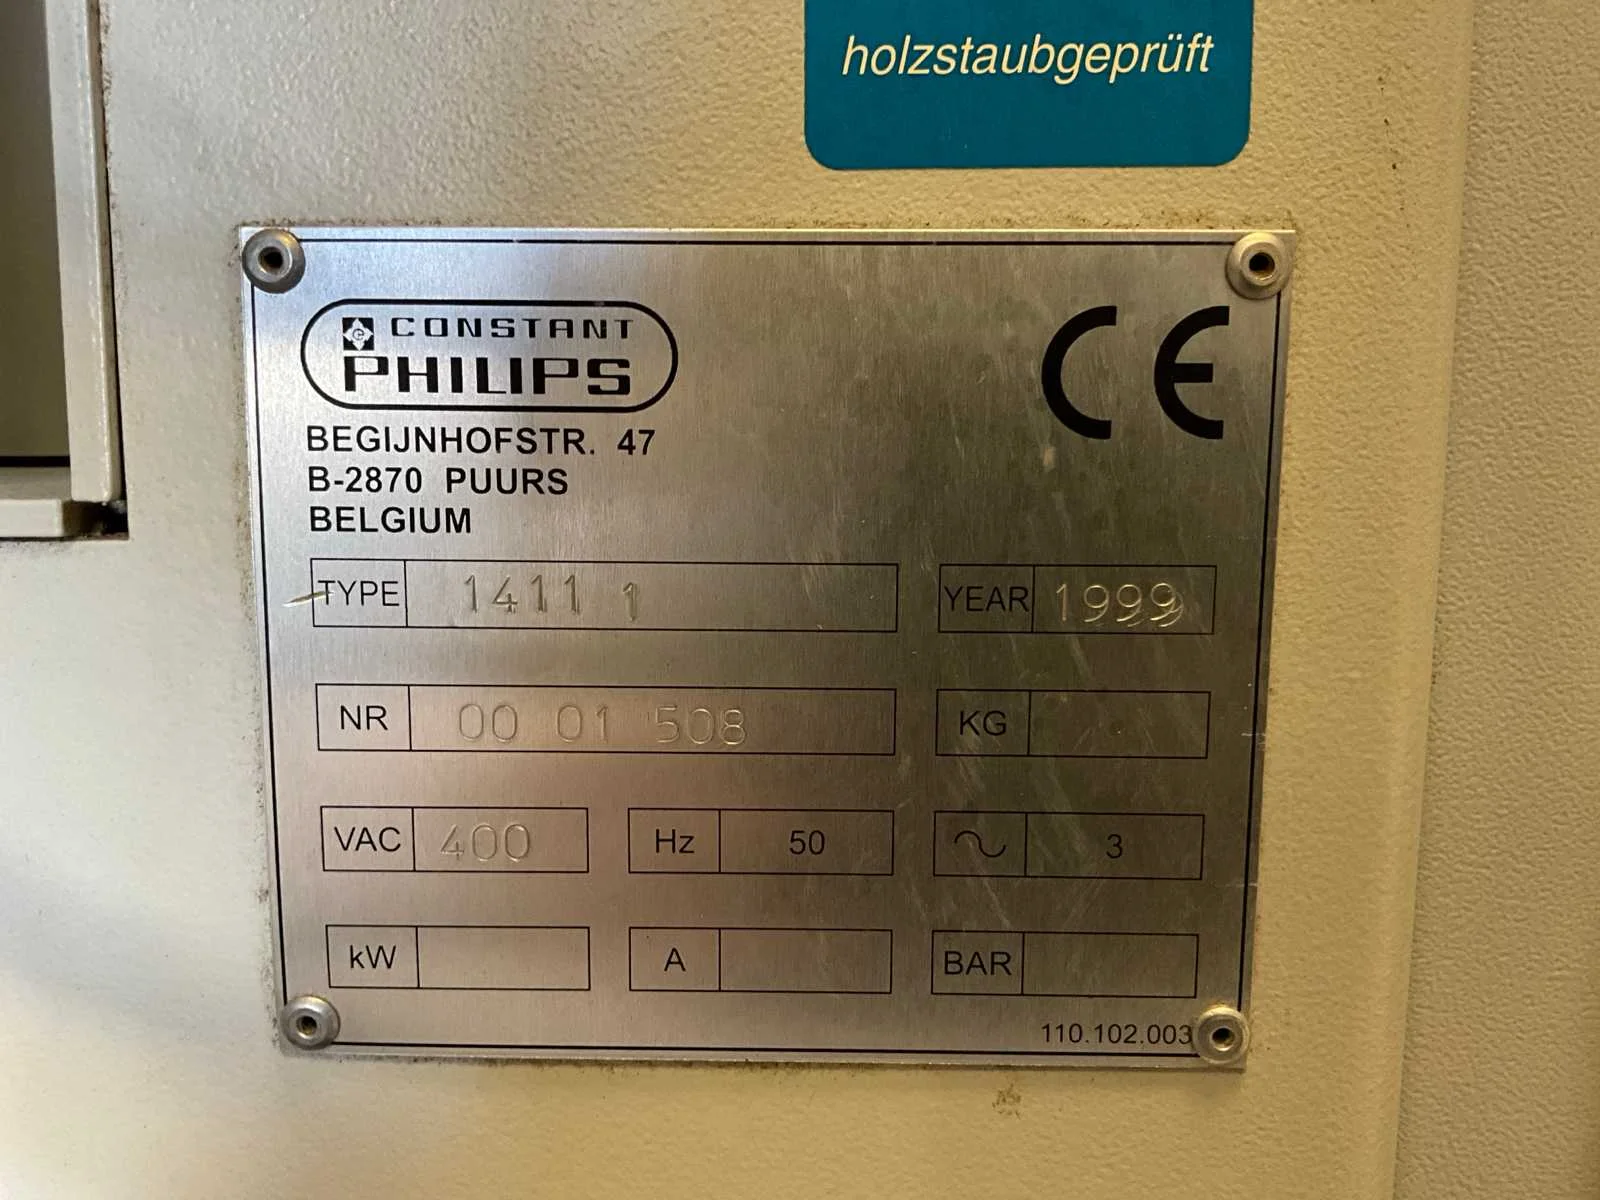 holzstaubgeprüft
CONSTANT
PHILIPS
CE
BEGIJNHOFSTR. 47
B-2870 PUURS
BELGIUM
TYPE 1411 1 YEAR 1999
NR 00 01 508 KG
VAC 400 Hz 50 3
kW A BAR
110.102.003